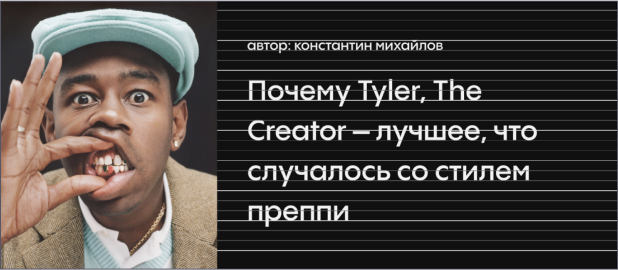 автор: константин михайлов
Почему Tyler, The
Creator — лучшее, что
случалось со стилем
преппи